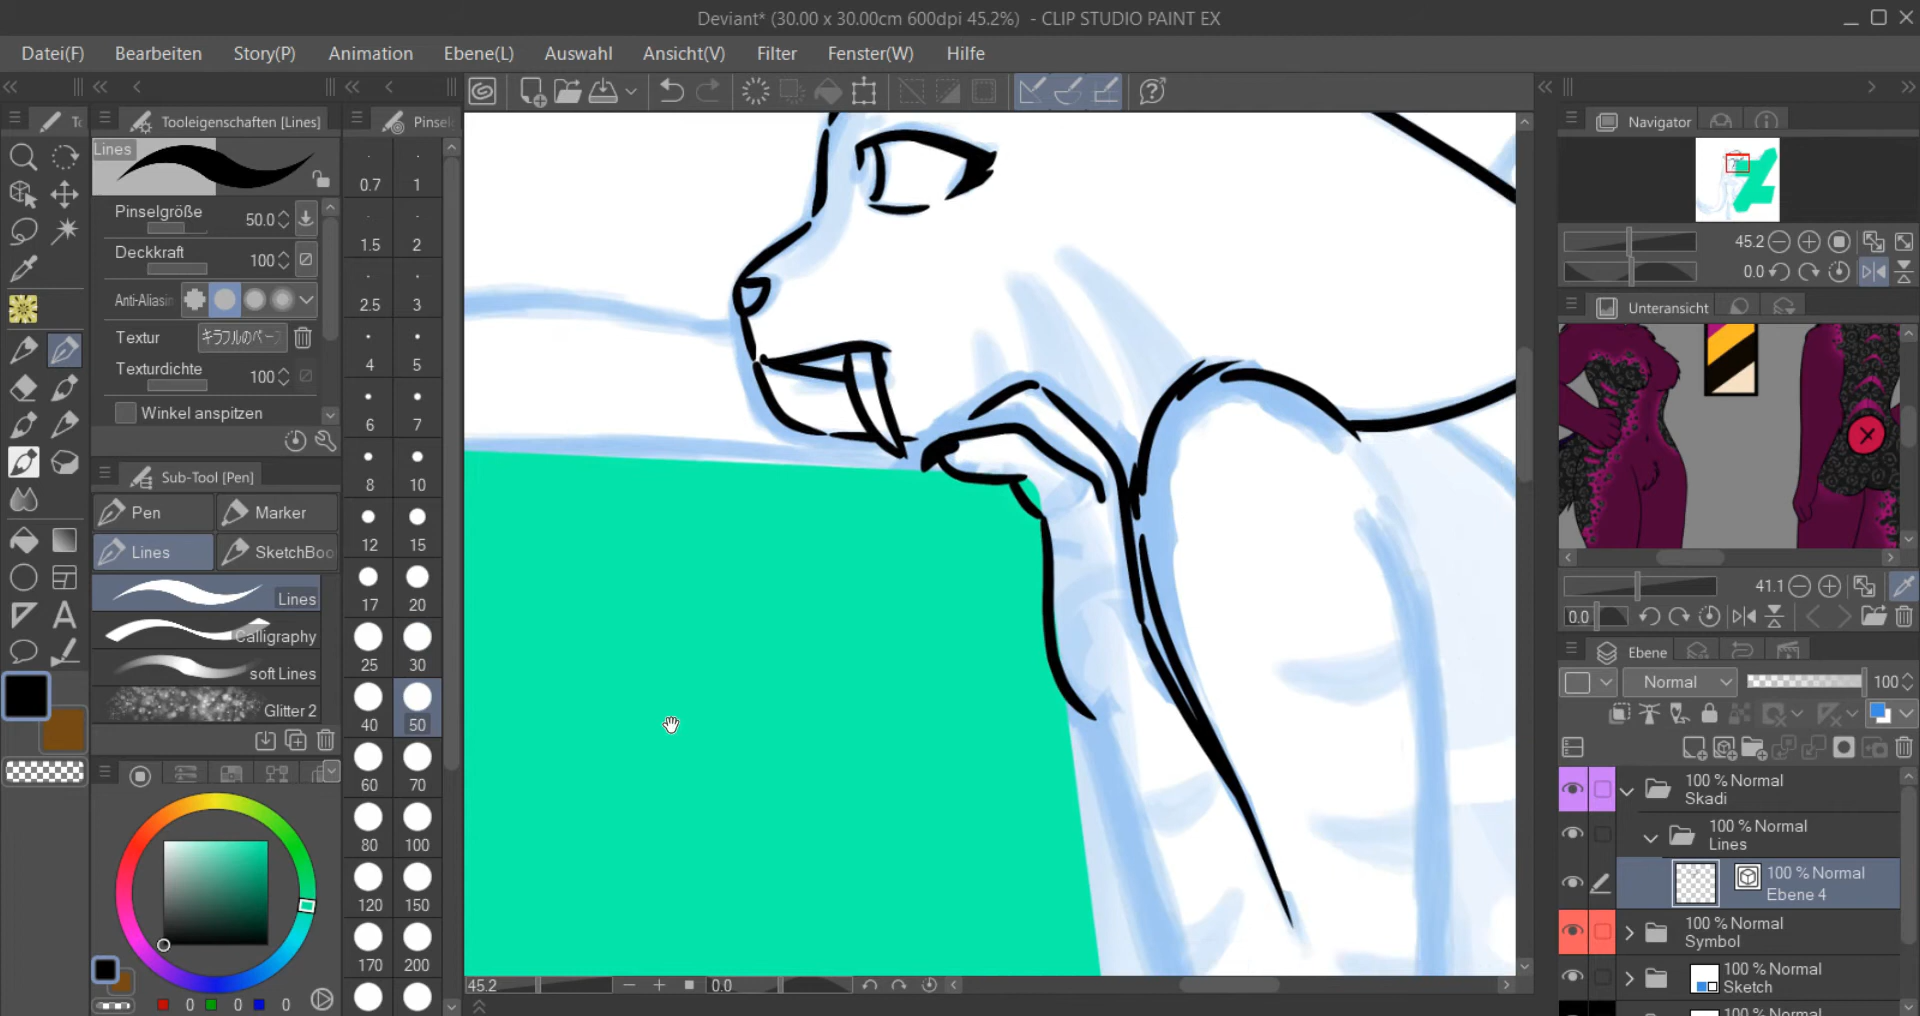 Deviant* (30.00 x 30.00cm 600dpi 45.2%) - CLIP STUDIO PAINT EX
Datei(F) Bearbeiten Story(P) Animation Ebene(L) Auswahl Ansicht(V) Filter Fenster(W) Hilfe
Tooleigenschaften [Lines]
Lines
Pinselgröße 50.0
Deckkraft 100
Textur
Texturdichte 100
Winkel anspitzen
Sub-Tool [Pen]
Pen Marker
Lines SketchBoo
Lines
Calligraphy
soft Lines
Glitter 2
0 0 0
0.7 1
1.5 2
2.5 3
4 5
6 7
8 10
12 15
17 20
25 30
40 50
60 70
80 100
120 150
170 200
45.2 0.0
Navigator
45.2
0.0
Unteransicht
41.1
0.0
Ebene
Normal 100
100 % Normal
Skadi
100 % Normal
Lines
100 % Normal
Ebene 4
100 % Normal
Symbol
100 % Normal
Sketch